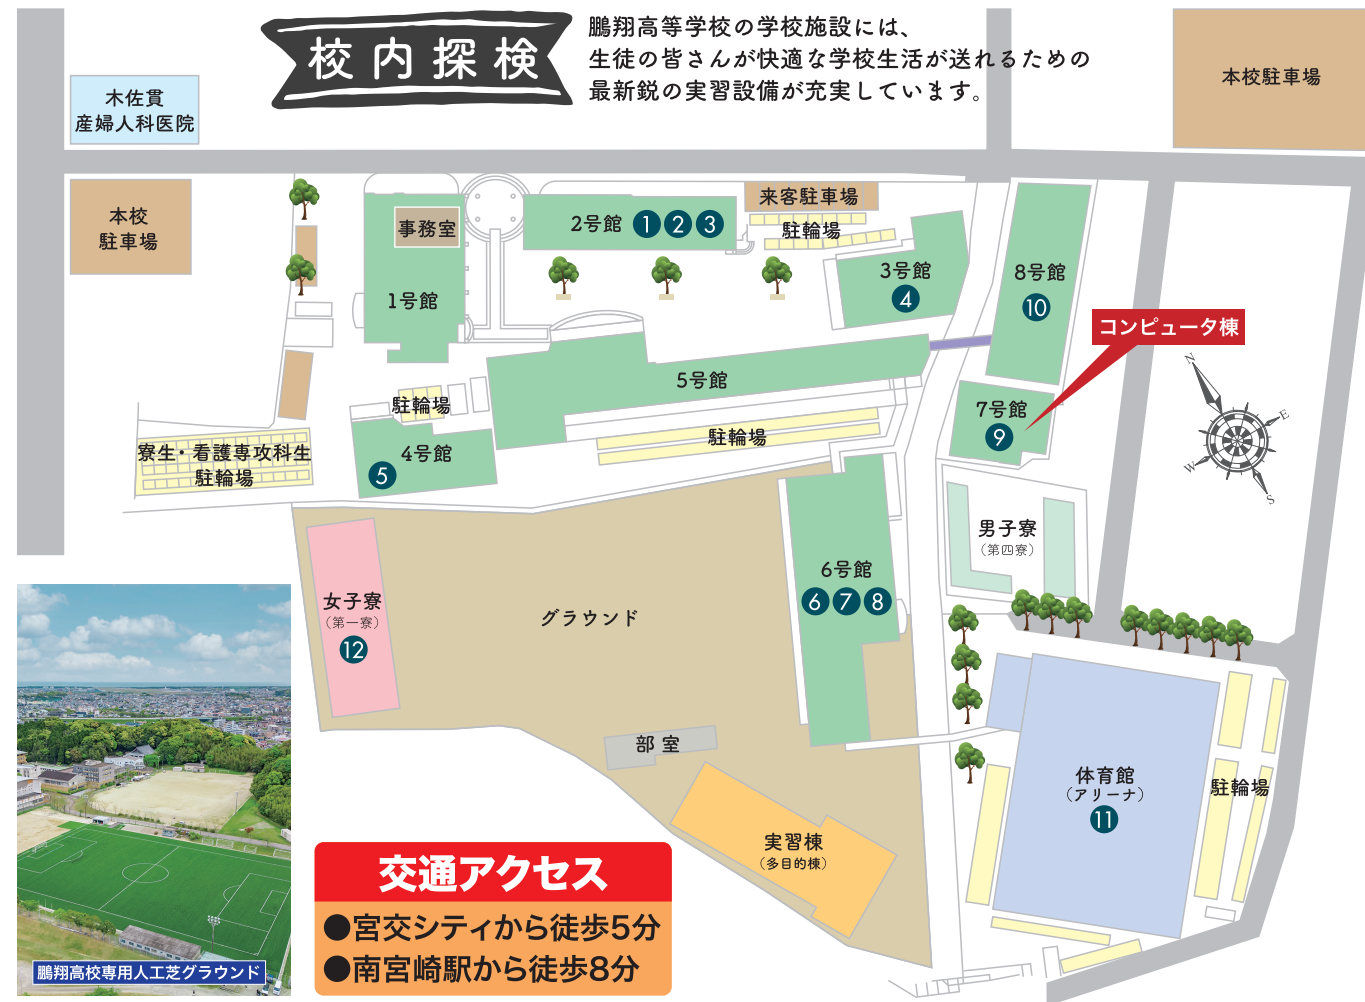 校内探検
鵬翔高等学校の学校施設には、
生徒の皆さんが快適な学校生活が送れるための
最新鋭の実習設備が充実しています。
本校駐車場
木佐貫
産婦人科医院
本校
駐車場
事務室
1号館
2号館 1 2 3
来客駐車場
駐輪場
3号館
4
8号館
10
コンピュータ棟
5号館
7号館
9
駐輪場
駐輪場
4号館
5
寮生・看護専攻科生
駐輪場
N
E
W
S
男子寮
(第四寮)
6号館
6 7 8
女子寮
(第一寮)
12
グラウンド
部室
実習棟
(多目的棟)
体育館
(アリーナ)
11
駐輪場
交通アクセス
●宮交シティから徒歩5分
●南宮崎駅から徒歩8分
鵬翔高校専用人工芝グラウンド